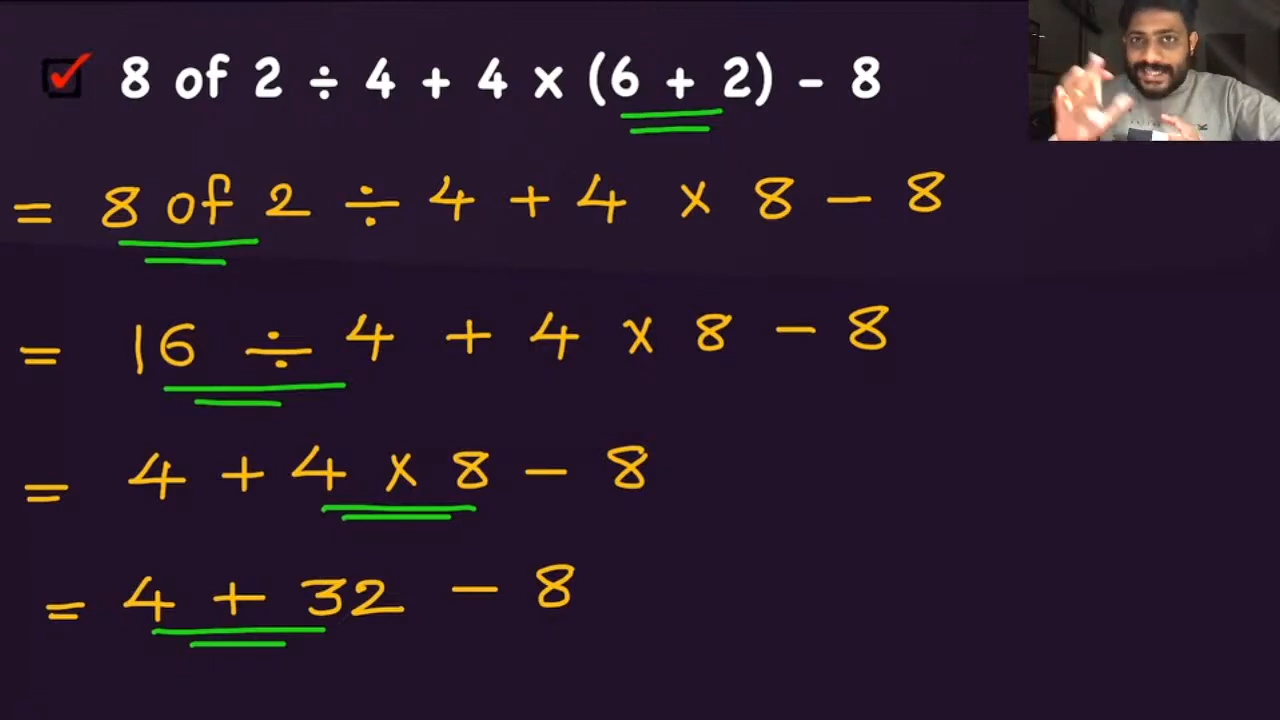 8 of 2 ÷ 4 + 4 x (6 + 2) - 8
= 8 of 2 ÷ 4 + 4 × 8 - 8
= 16 ÷ 4 + 4 × 8 - 8
= 4 + 4 × 8 - 8
= 4 + 32 - 8